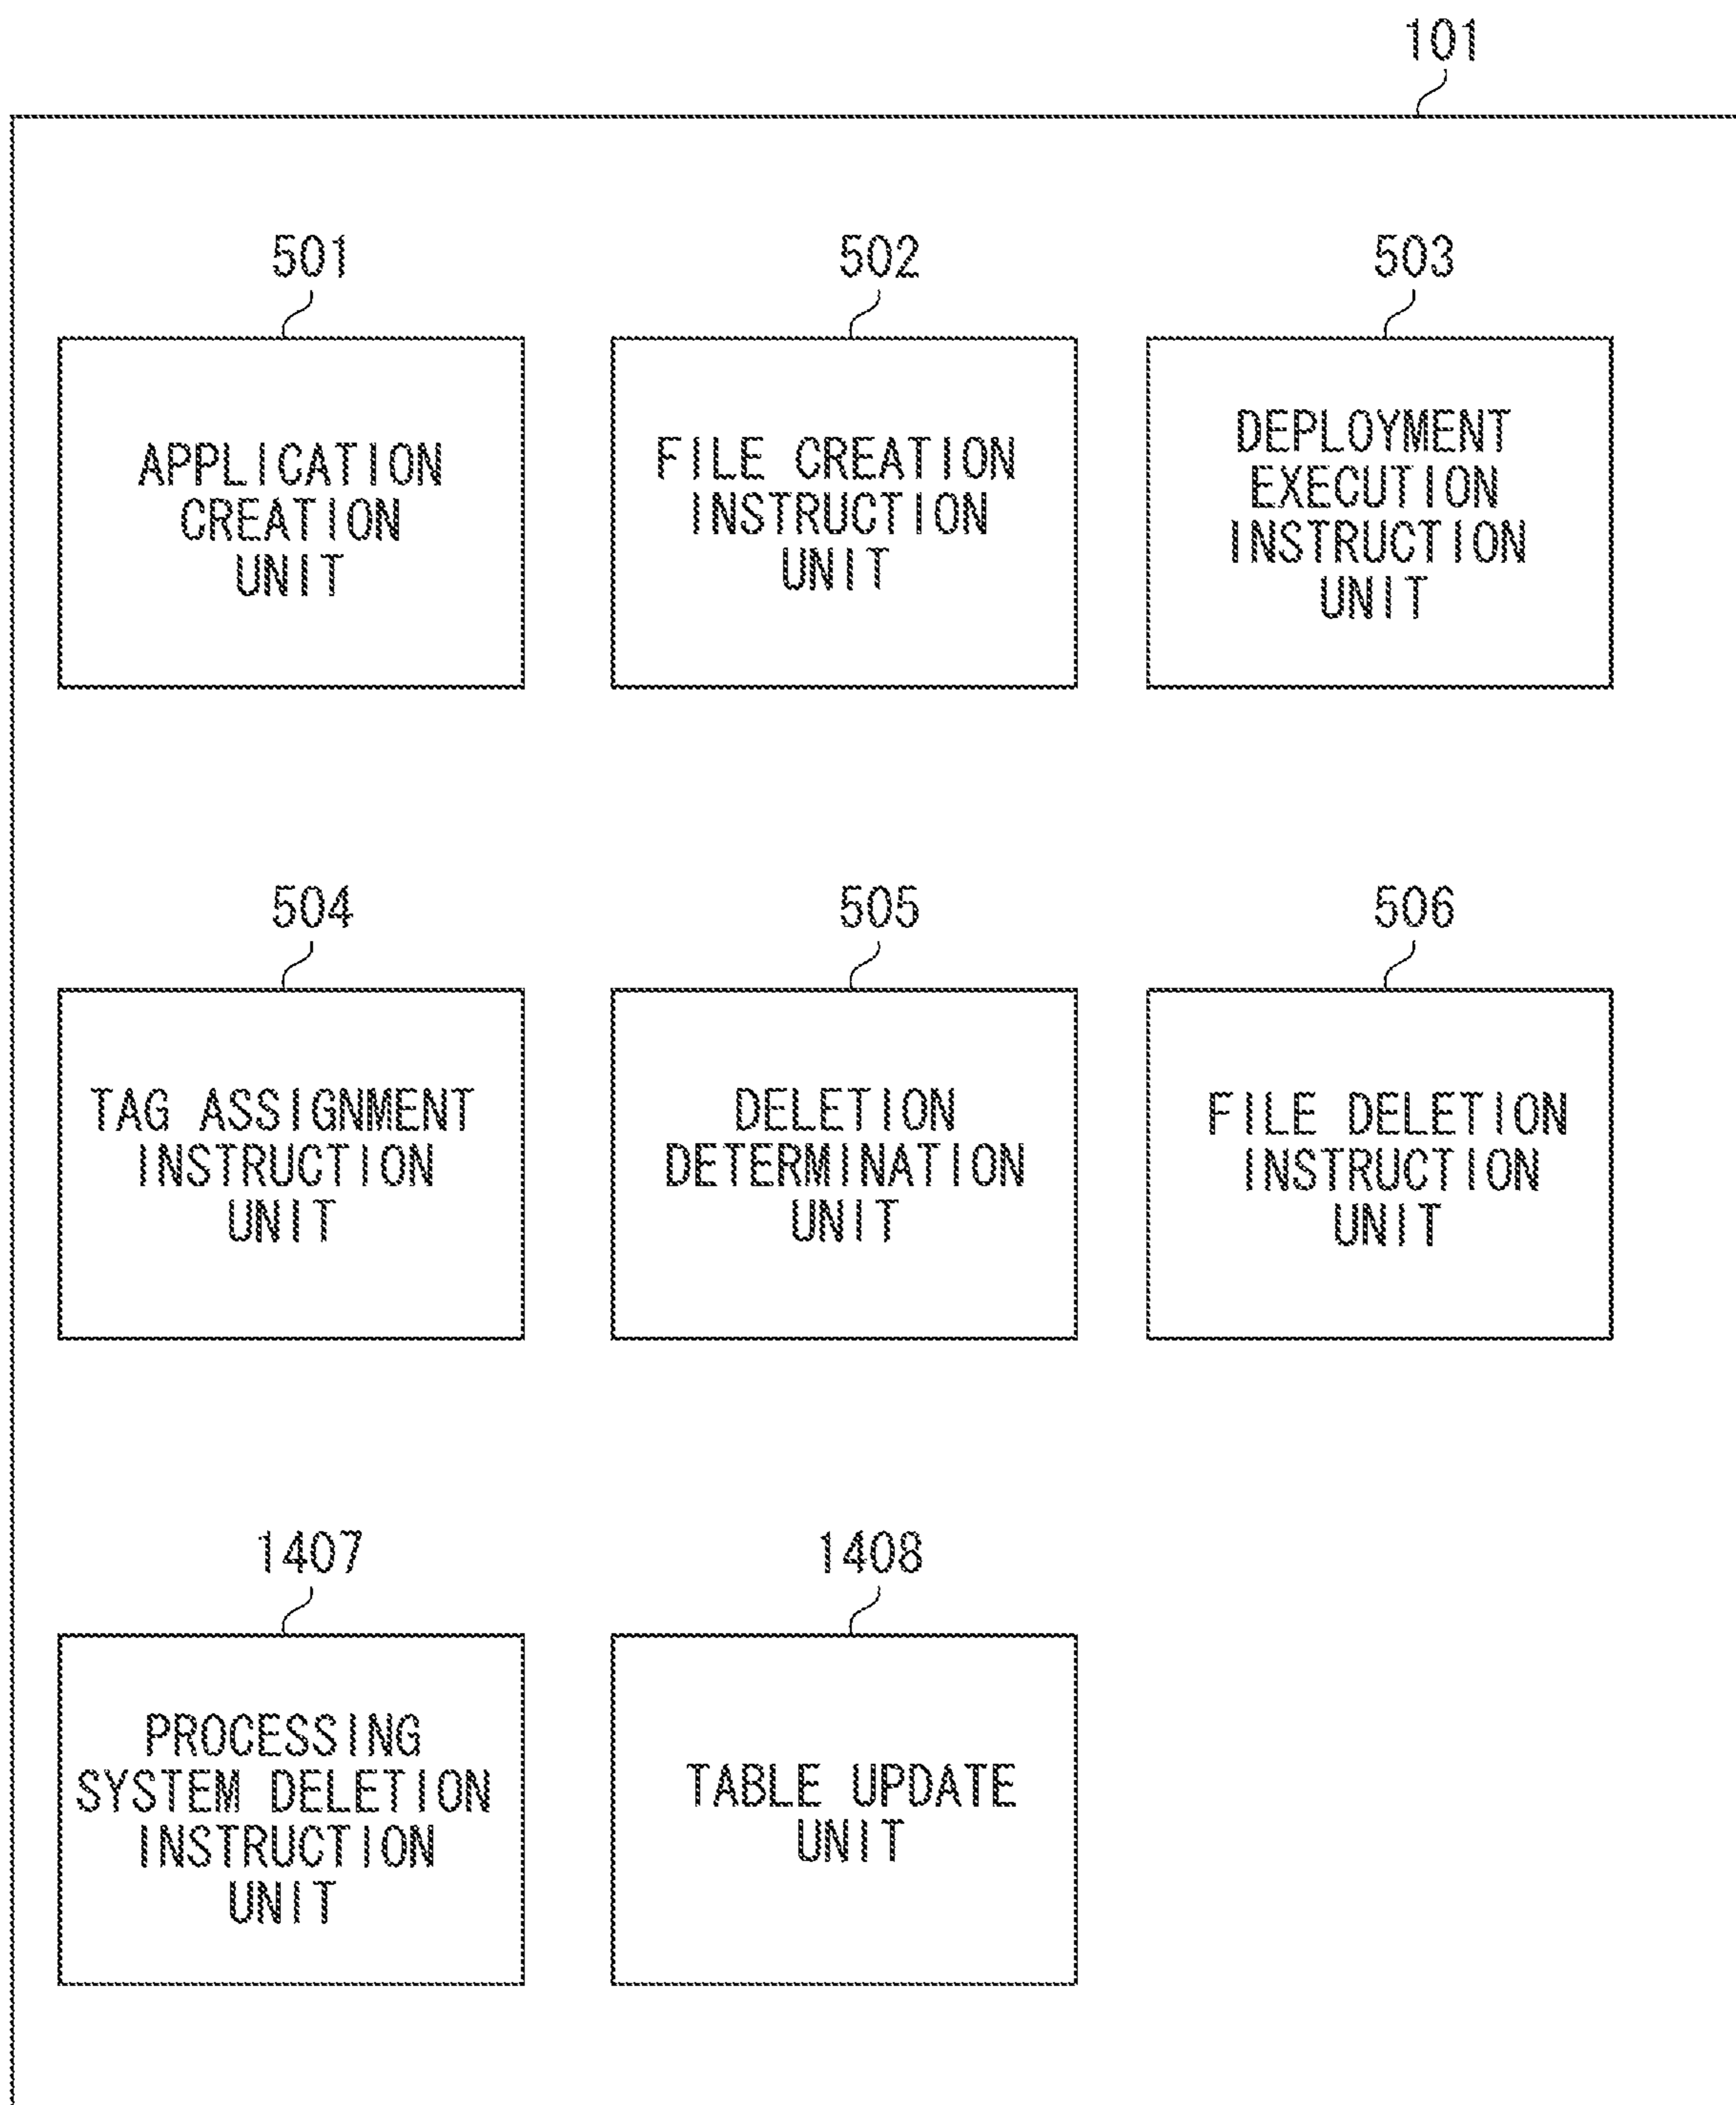 101
501
APPLICATION
CREATION
UNIT
502
FILE CREATION
INSTRUCTION
UNIT
503
DEPLOYMENT
EXECUTION
INSTRUCTION
UNIT
504
TAG ASSIGNMENT
INSTRUCTION
UNIT
505
DELETION
DETERMINATION
UNIT
506
FILE DELETION
INSTRUCTION
UNIT
1407
PROCESSING
SYSTEM DELETION
INSTRUCTION
UNIT
1408
TABLE UPDATE
UNIT